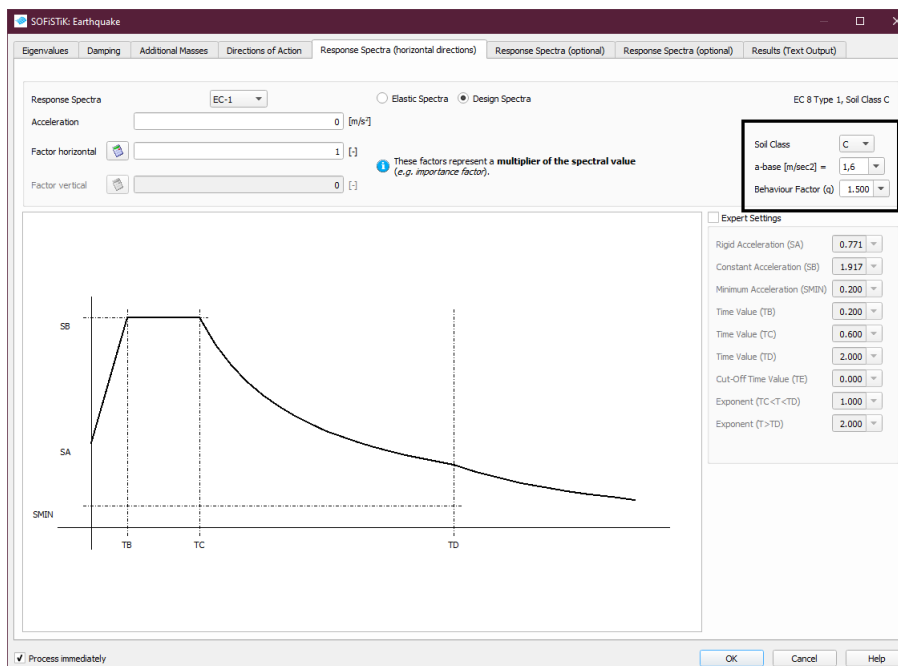 SOFiSTiK: Earthquake
Eigenvalues Damping Additional Masses Directions of Action Response Spectra (horizontal directions) Response Spectra (optional) Response Spectra (optional) Results (Text Output)
Response Spectra EC-1 Elastic Spectra Design Spectra EC 8 Type 1, Soil Class C
Acceleration 0 [m/s²]
Factor horizontal 1 [-]
These factors represent a multiplier of the spectral value
(e.g. importance factor).
Factor vertical 0 [-]
Soil Class C
a-base [m/sec2] = 1,6
Behaviour Factor (q) 1.500
Expert Settings
Rigid Acceleration (SA) 0.771
Constant Acceleration (SB) 1.917
Minimum Acceleration (SMIN) 0.200
Time Value (TB) 0.200
Time Value (TC) 0.600
Time Value (TD) 2.000
Cut-Off Time Value (TE) 0.000
Exponent (TC<T<TD) 1.000
Exponent (T>TD) 2.000
SB
SA
SMIN
TB TC TD
Process immediately OK Cancel Help